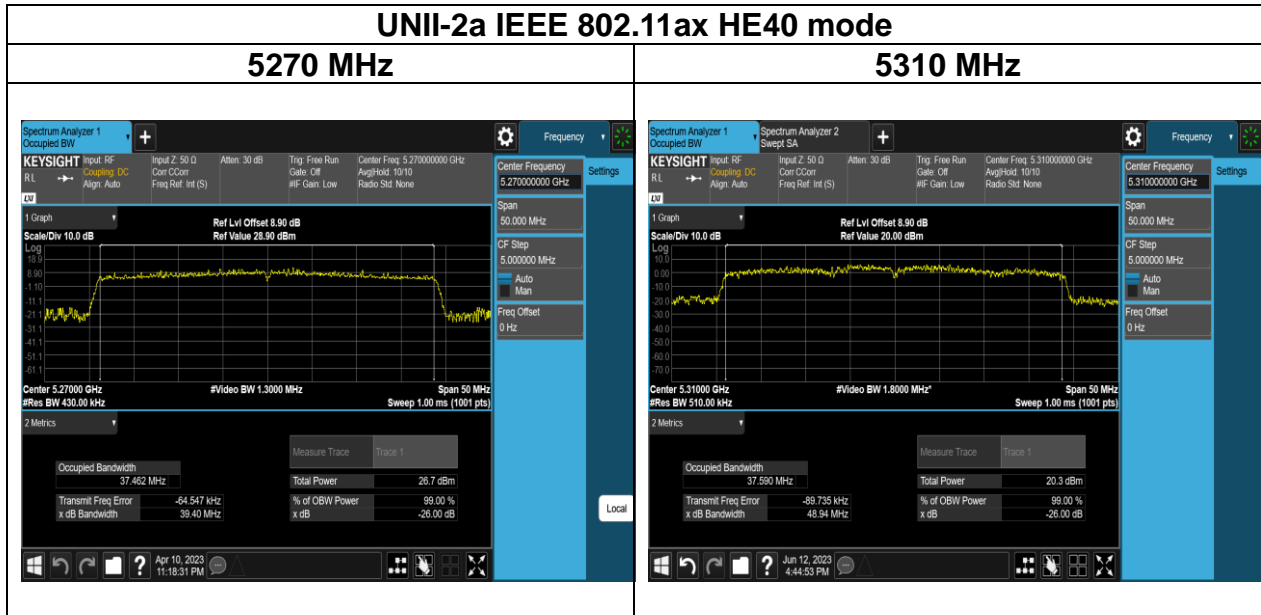 UNII-2a IEEE 802.11ax HE40 mode
5270 MHz
5310 MHz
Spectrum Analyzer 1
Occupied BW
+
Frequency
KEYSIGHT
RL
LXI
Input: RF
Coupling: DC
Align: Auto
Input Z: 50 Ω
Corr CCorr
Freq Ref: Int (S)
Atten: 30 dB
Trig: Free Run
Gate: Off
#IF Gain: Low
Center Freq: 5.270000000 GHz
Avg|Hold: 10/10
Radio Std: None
Center Frequency
5.270000000 GHz
Settings
Span
50.000 MHz
CF Step
5.000000 MHz
Auto
Man
Freq Offset
0 Hz
1 Graph
Scale/Div 10.0 dB
Ref Lvl Offset 8.90 dB
Ref Value 28.90 dBm
Log
18.9
8.90
-1.10
-11.1
-21.1
-31.1
-41.1
-51.1
-61.1
Center 5.27000 GHz
#Res BW 430.00 kHz
#Video BW 1.3000 MHz
Span 50 MHz
Sweep 1.00 ms (1001 pts)
2 Metrics
Measure Trace Trace 1
Occupied Bandwidth
37.462 MHz
Total Power 26.7 dBm
Transmit Freq Error -64.547 kHz
% of OBW Power 99.00 %
x dB Bandwidth 39.40 MHz
x dB -26.00 dB
Local
?
Apr 10, 2023
11:18:31 PM
Spectrum Analyzer 1
Occupied BW
Spectrum Analyzer 2
Swept SA
+
Frequency
KEYSIGHT
RL
LXI
Input: RF
Coupling: DC
Align: Auto
Input Z: 50 Ω
Corr CCorr
Freq Ref: Int (S)
Atten: 30 dB
Trig: Free Run
Gate: Off
#IF Gain: Low
Center Freq: 5.310000000 GHz
Avg|Hold: 10/10
Radio Std: None
Center Frequency
5.310000000 GHz
Settings
Span
50.000 MHz
CF Step
5.000000 MHz
Auto
Man
Freq Offset
0 Hz
1 Graph
Scale/Div 10.0 dB
Ref Lvl Offset 8.90 dB
Ref Value 20.00 dBm
Log
10.0
0.00
-10.0
-20.0
-30.0
-40.0
-50.0
-60.0
-70.0
Center 5.31000 GHz
#Res BW 510.00 kHz
#Video BW 1.8000 MHz*
Span 50 MHz
Sweep 1.00 ms (1001 pts)
2 Metrics
Measure Trace Trace 1
Occupied Bandwidth
37.590 MHz
Total Power 20.3 dBm
Transmit Freq Error -89.735 kHz
% of OBW Power 99.00 %
x dB Bandwidth 48.94 MHz
x dB -26.00 dB
?
Jun 12, 2023
4:44:53 PM